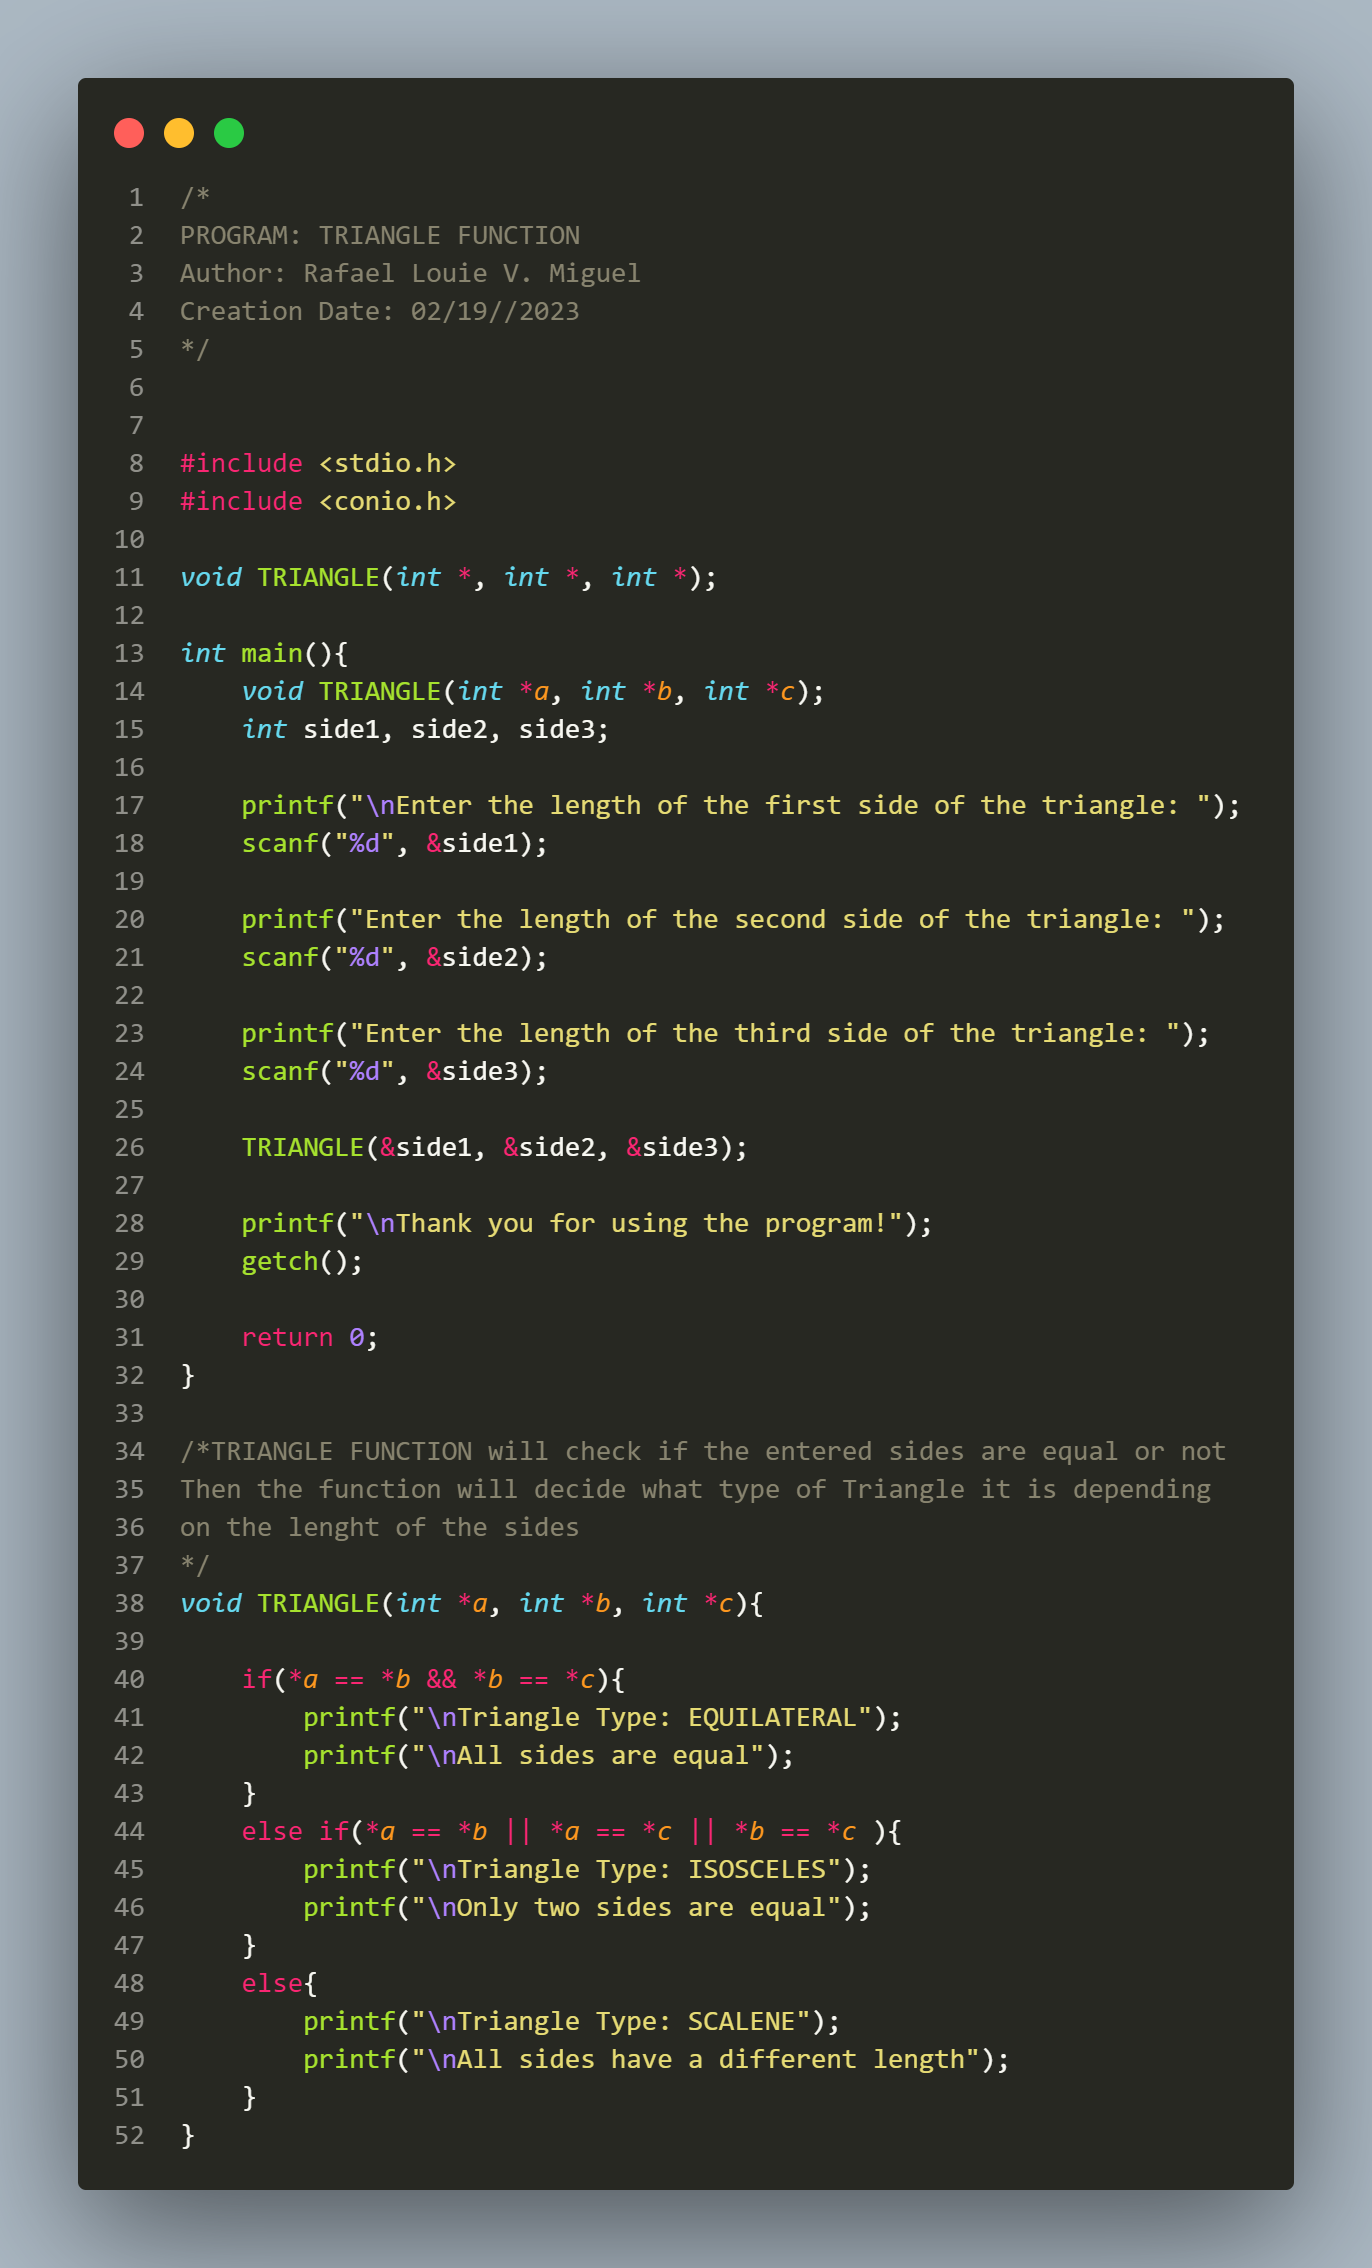 1 /*
2 PROGRAM: TRIANGLE FUNCTION
3 Author: Rafael Louie V. Miguel
4 Creation Date: 02/19//2023
5 */
6
7
8 #include <stdio.h>
9 #include <conio.h>
10
11 void TRIANGLE(int *, int *, int *);
12
13 int main(){
14     void TRIANGLE(int *a, int *b, int *c);
15     int side1, side2, side3;
16
17     printf("\nEnter the length of the first side of the triangle: ");
18     scanf("%d", &side1);
19
20     printf("Enter the length of the second side of the triangle: ");
21     scanf("%d", &side2);
22
23     printf("Enter the length of the third side of the triangle: ");
24     scanf("%d", &side3);
25
26     TRIANGLE(&side1, &side2, &side3);
27
28     printf("\nThank you for using the program!");
29     getch();
30
31     return 0;
32 }
33
34 /*TRIANGLE FUNCTION will check if the entered sides are equal or not
35 Then the function will decide what type of Triangle it is depending
36 on the lenght of the sides
37 */
38 void TRIANGLE(int *a, int *b, int *c){
39
40     if(*a == *b && *b == *c){
41         printf("\nTriangle Type: EQUILATERAL");
42         printf("\nAll sides are equal");
43     }
44     else if(*a == *b || *a == *c || *b == *c ){
45         printf("\nTriangle Type: ISOSCELES");
46         printf("\nOnly two sides are equal");
47     }
48     else{
49         printf("\nTriangle Type: SCALENE");
50         printf("\nAll sides have a different length");
51     }
52 }